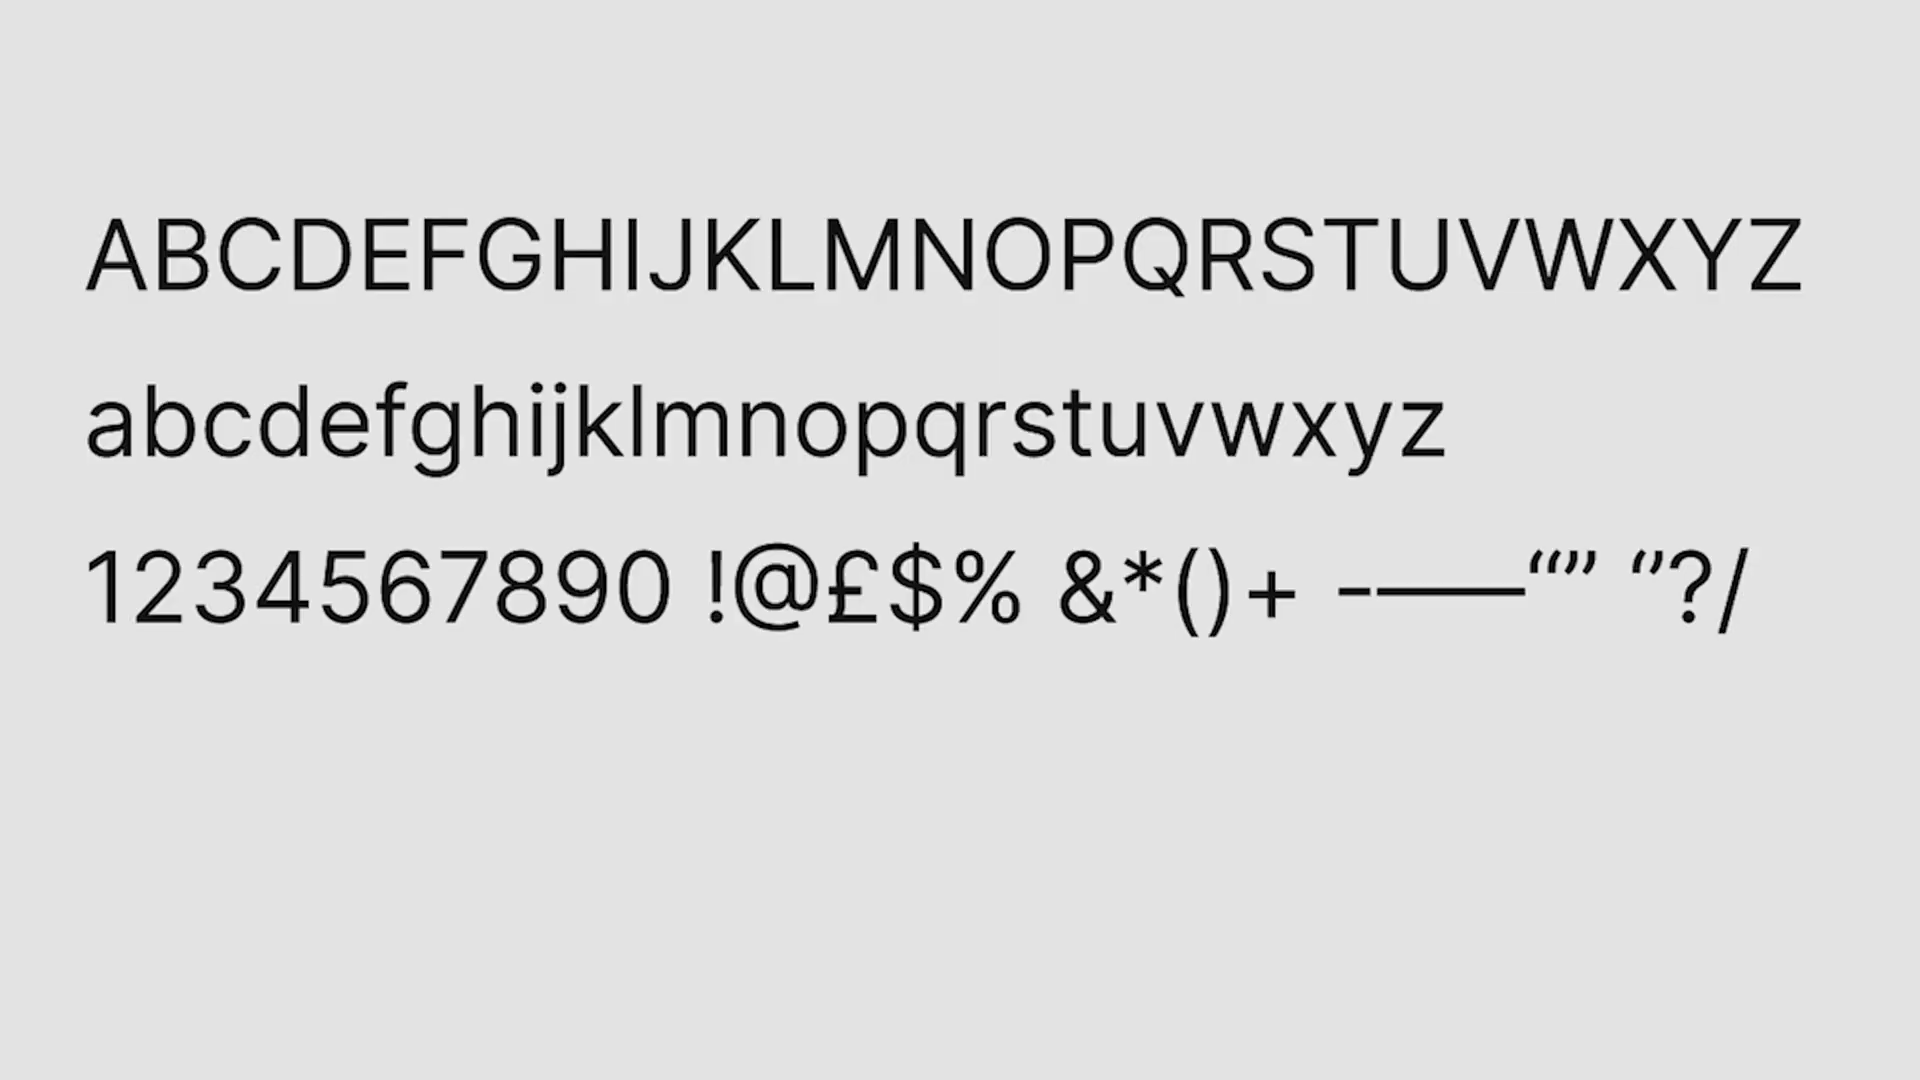 ABCDEFGHIJKLMNOPQRSTUVWXYZ
abcdefghijklmnopqrstuvwxyz
1234567890 !@£$% &*()+ -–—“” ‘’?/